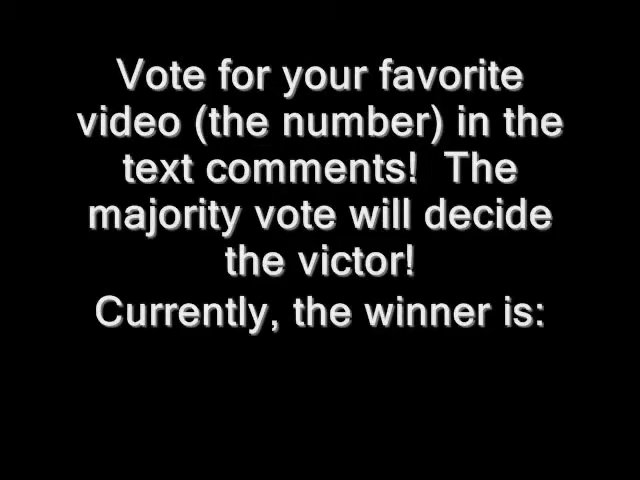 Vote for your favorite
video (the number) in the
text comments!  The
majority vote will decide
the victor!
Currently, the winner is: